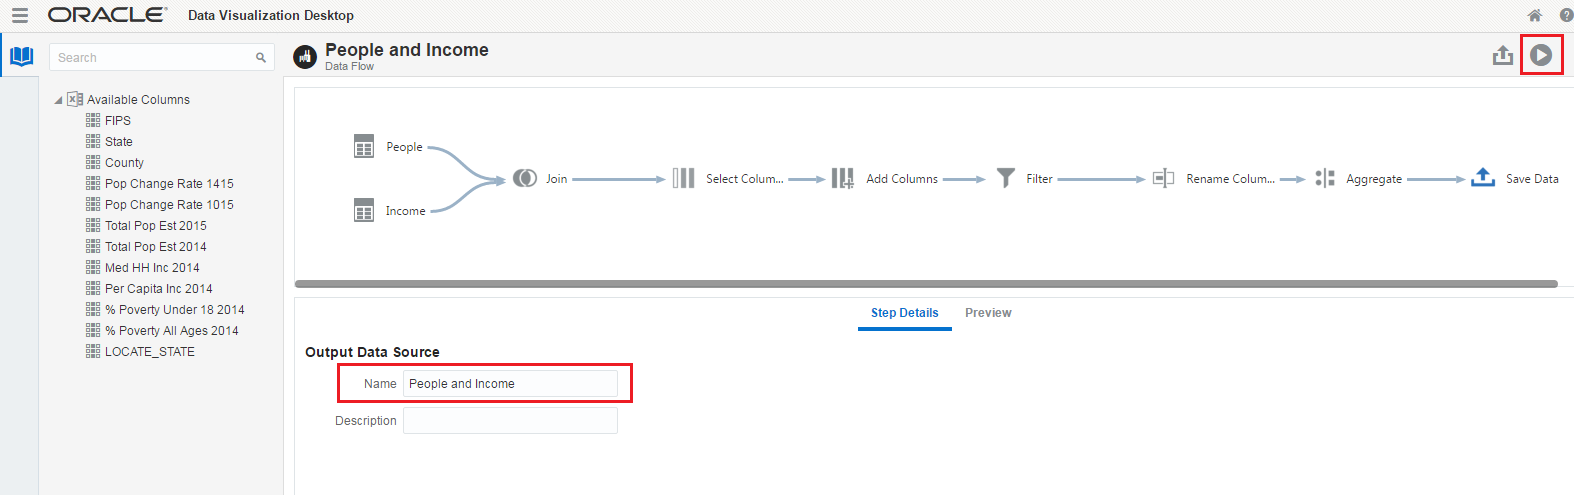 ORACLE Data Visualization Desktop
Search
People and Income
Data Flow
Available Columns
FIPS
State
County
Pop Change Rate 1415
Pop Change Rate 1015
Total Pop Est 2015
Total Pop Est 2014
Med HH Inc 2014
Per Capita Inc 2014
% Poverty Under 18 2014
% Poverty All Ages 2014
LOCATE_STATE
People
Income
Join
Select Colum...
Add Columns
Filter
Rename Colum...
Aggregate
Save Data
Step Details
Preview
Output Data Source
Name People and Income
Description